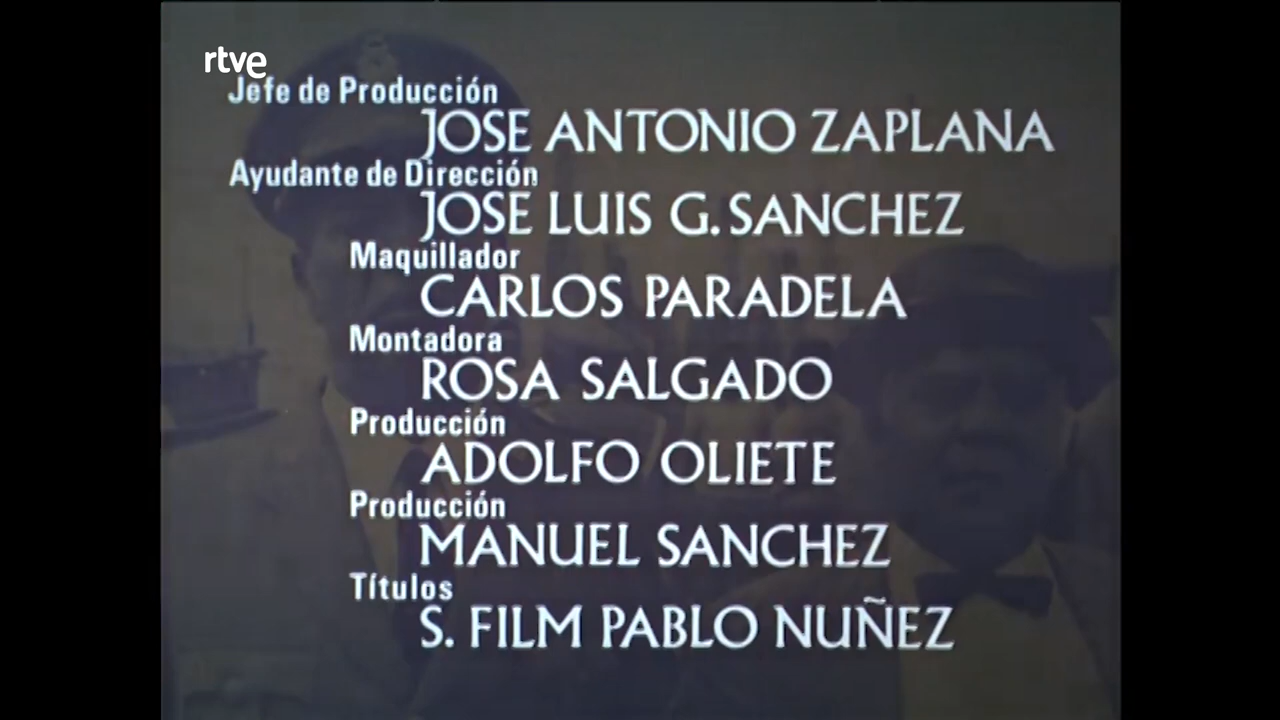 rtve
Jefe de Producción
JOSE ANTONIO ZAPLANA
Ayudante de Dirección
JOSE LUIS G. SANCHEZ
Maquillador
CARLOS PARADELA
Montadora
ROSA SALGADO
Producción
ADOLFO OLIETE
Producción
MANUEL SANCHEZ
Títulos
S. FILM PABLO NUÑEZ